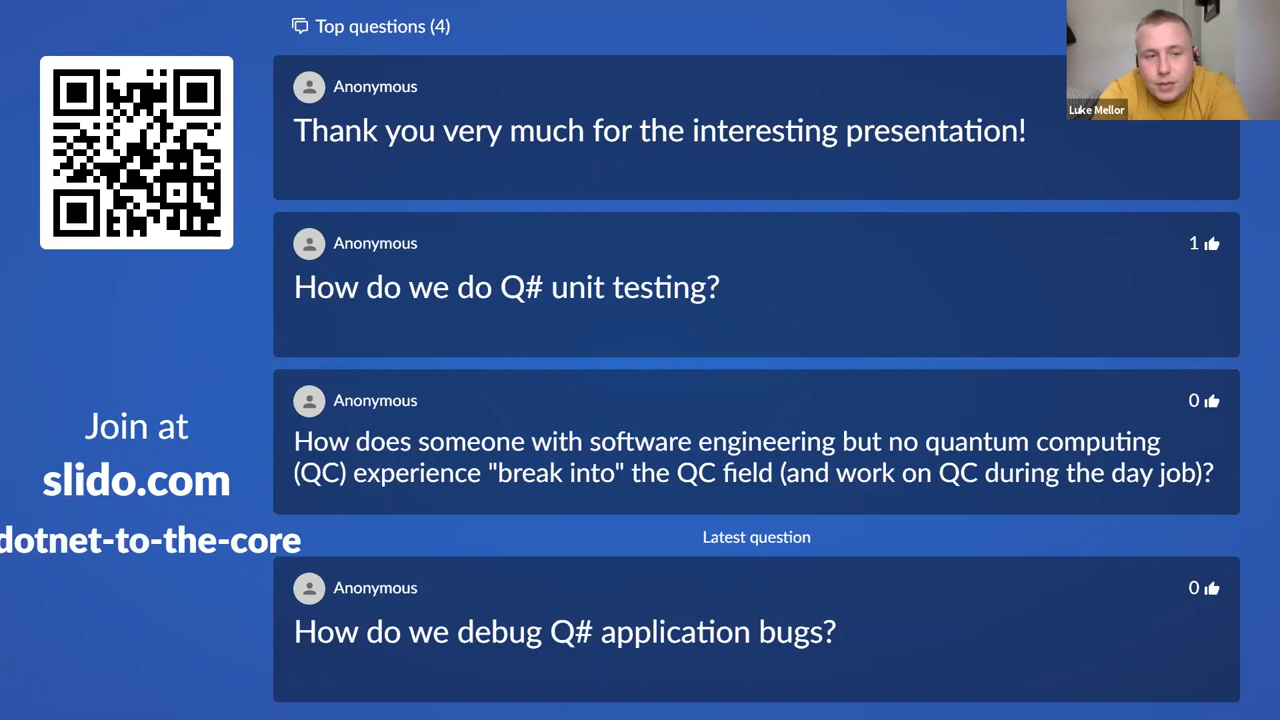 Top questions (4)
Anonymous
Thank you very much for the interesting presentation!
Luke Mellor
Anonymous
1
How do we do Q# unit testing?
Anonymous
0
How does someone with software engineering but no quantum computing
(QC) experience "break into" the QC field (and work on QC during the day job)?
Join at
slido.com
dotnet-to-the-core
Latest question
Anonymous
0
How do we debug Q# application bugs?